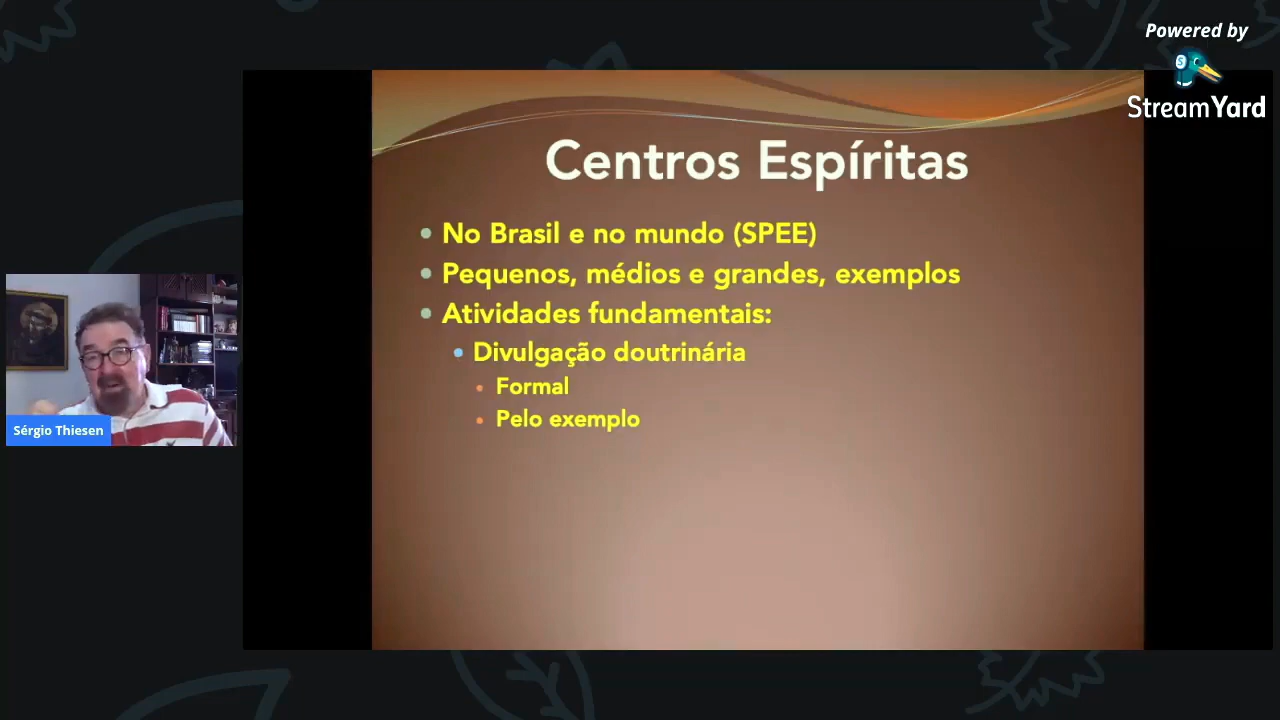 Powered by
StreamYard
Centros Espíritas
No Brasil e no mundo (SPEE)
Pequenos, médios e grandes, exemplos
Atividades fundamentais:
Divulgação doutrinária
Formal
Pelo exemplo
Sérgio Thiesen